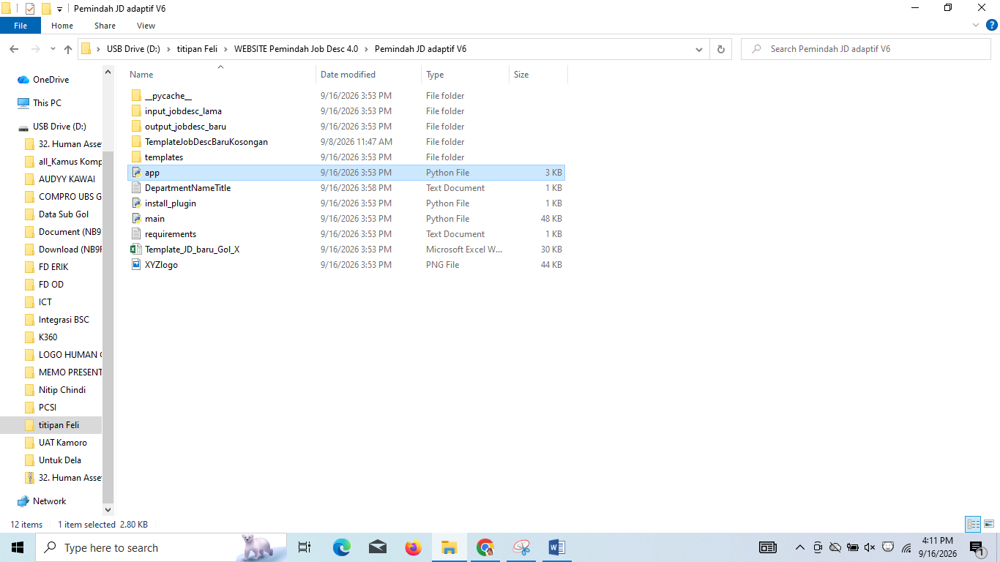 Pemindah JD adaptif V6
File Home Share View
USB Drive (D:) titipan Feli WEBSITE Pemindah Job Desc 4.0 Pemindah JD adaptif V6
Search Pemindah JD adaptif V6
OneDrive
This PC
USB Drive (D:)
32. Human Asse
all_Kamus Komp
AUDYY KAWAI
COMPRO UBS G
Data Sub Gol
Document (NB9
Download (NB9F
FD ERIK
FD OD
ICT
Integrasi BSC
K360
LOGO HUMAN C
MEMO PRESENT
Nitip Chindi
PCSI
titipan Feli
UAT Kamoro
Untuk Dela
32. Human Asse
Network
Name Date modified Type Size
__pycache__ 9/16/2026 3:53 PM File folder
input_jobdesc_lama 9/16/2026 3:53 PM File folder
output_jobdesc_baru 9/16/2026 3:53 PM File folder
TemplateJobDescBaruKosongan 9/8/2026 11:47 AM File folder
templates 9/16/2026 3:53 PM File folder
app 9/16/2026 3:53 PM Python File 3 KB
DepartmentNameTitle 9/16/2026 3:58 PM Text Document 1 KB
install_plugin 9/16/2026 3:53 PM Python File 1 KB
main 9/16/2026 3:53 PM Python File 48 KB
requirements 9/16/2026 3:53 PM Text Document 1 KB
Template_JD_baru_Gol_X 9/16/2026 3:53 PM Microsoft Excel W... 30 KB
XYZlogo 9/16/2026 3:53 PM PNG File 44 KB
12 items 1 item selected 2.80 KB
Type here to search
4:11 PM
9/16/2026
1